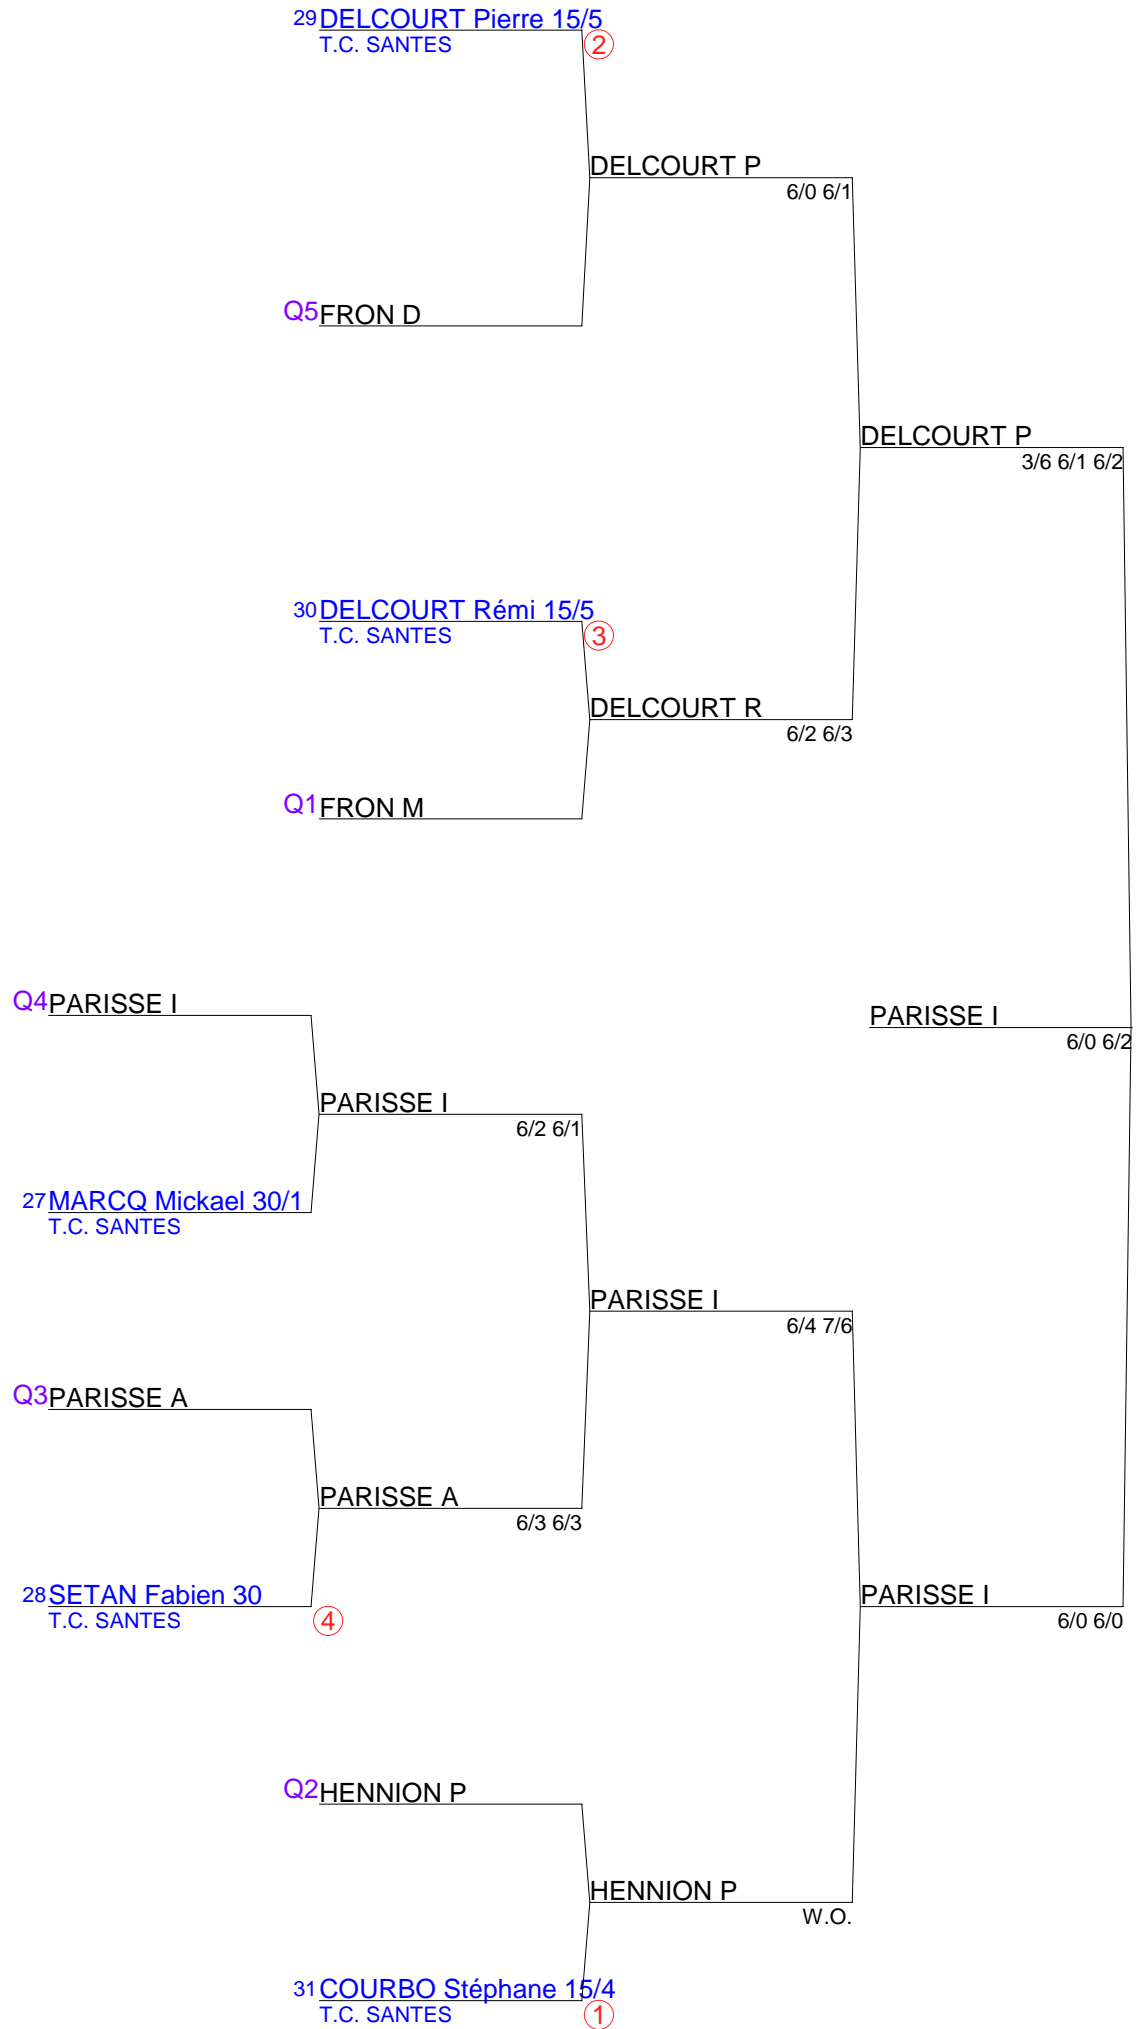 29 DELCOURT Pierre 15/5
T.C. SANTES
2
DELCOURT P
6/0 6/1
Q5 FRON D
DELCOURT P
3/6 6/1 6/2
30 DELCOURT Rémi 15/5
T.C. SANTES
3
DELCOURT R
6/2 6/3
Q1 FRON M
Q4 PARISSE I
PARISSE I
6/0 6/2
PARISSE I
6/2 6/1
27 MARCQ Mickael 30/1
T.C. SANTES
PARISSE I
6/4 7/6
Q3 PARISSE A
PARISSE A
6/3 6/3
28 SETAN Fabien 30
T.C. SANTES
4
PARISSE I
6/0 6/0
Q2 HENNION P
HENNION P
W.O.
31 COURBO Stéphane 15/4
T.C. SANTES
1